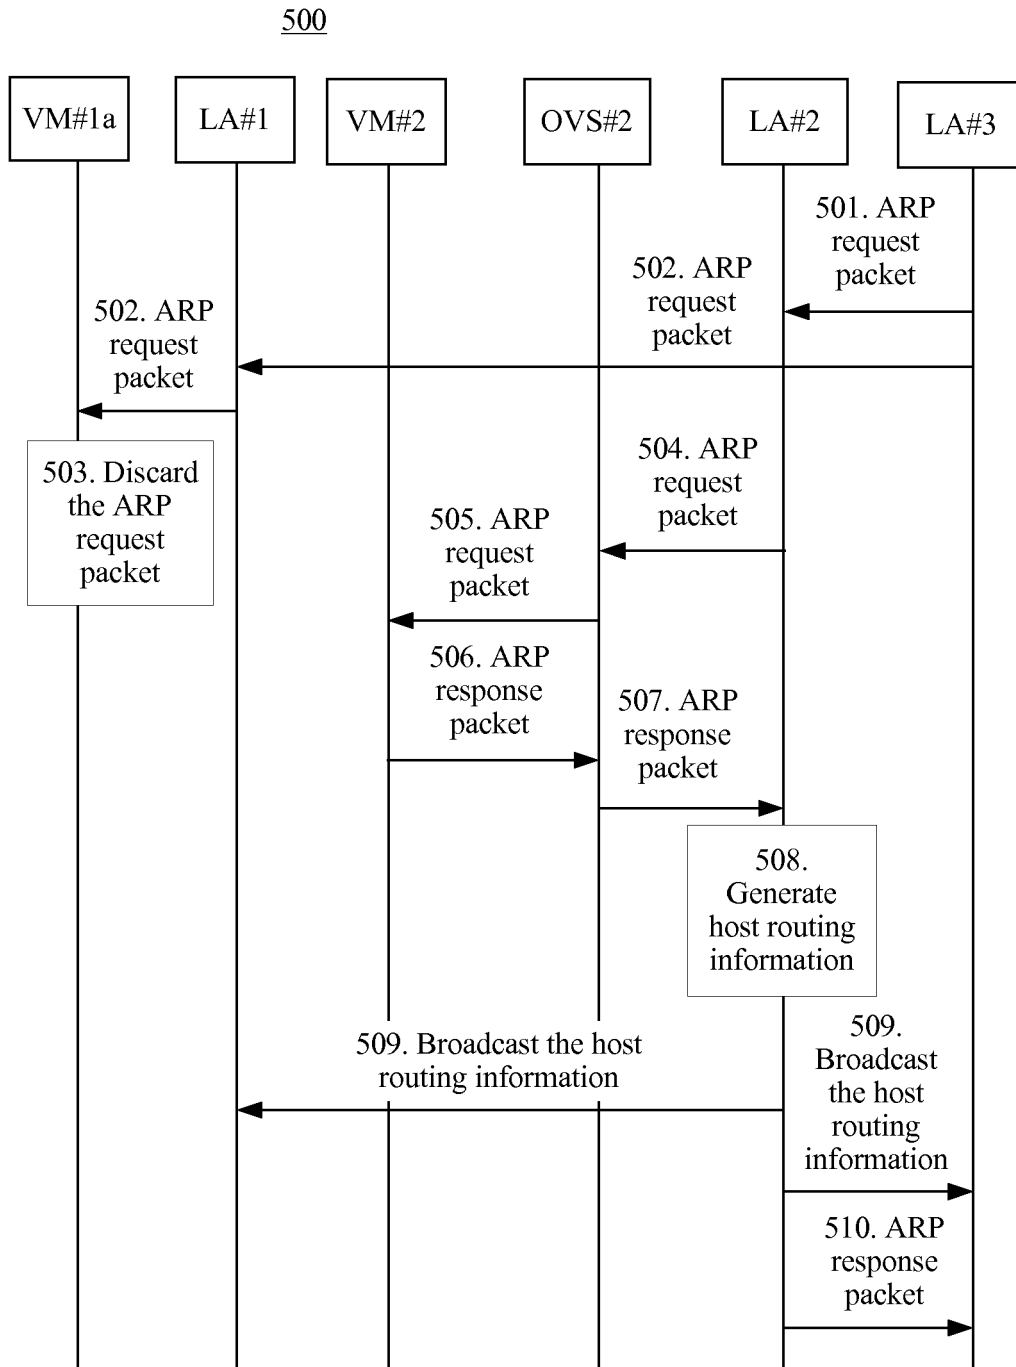 500
VM#1a
LA#1
VM#2
OVS#2
LA#2
LA#3
501. ARP
request
packet
502. ARP
request
packet
502. ARP
request
packet
503. Discard
the ARP
request
packet
504. ARP
request
packet
505. ARP
request
packet
506. ARP
response
packet
507. ARP
response
packet
508.
Generate
host routing
information
509. Broadcast the host
routing information
509.
Broadcast
the host
routing
information
510. ARP
response
packet